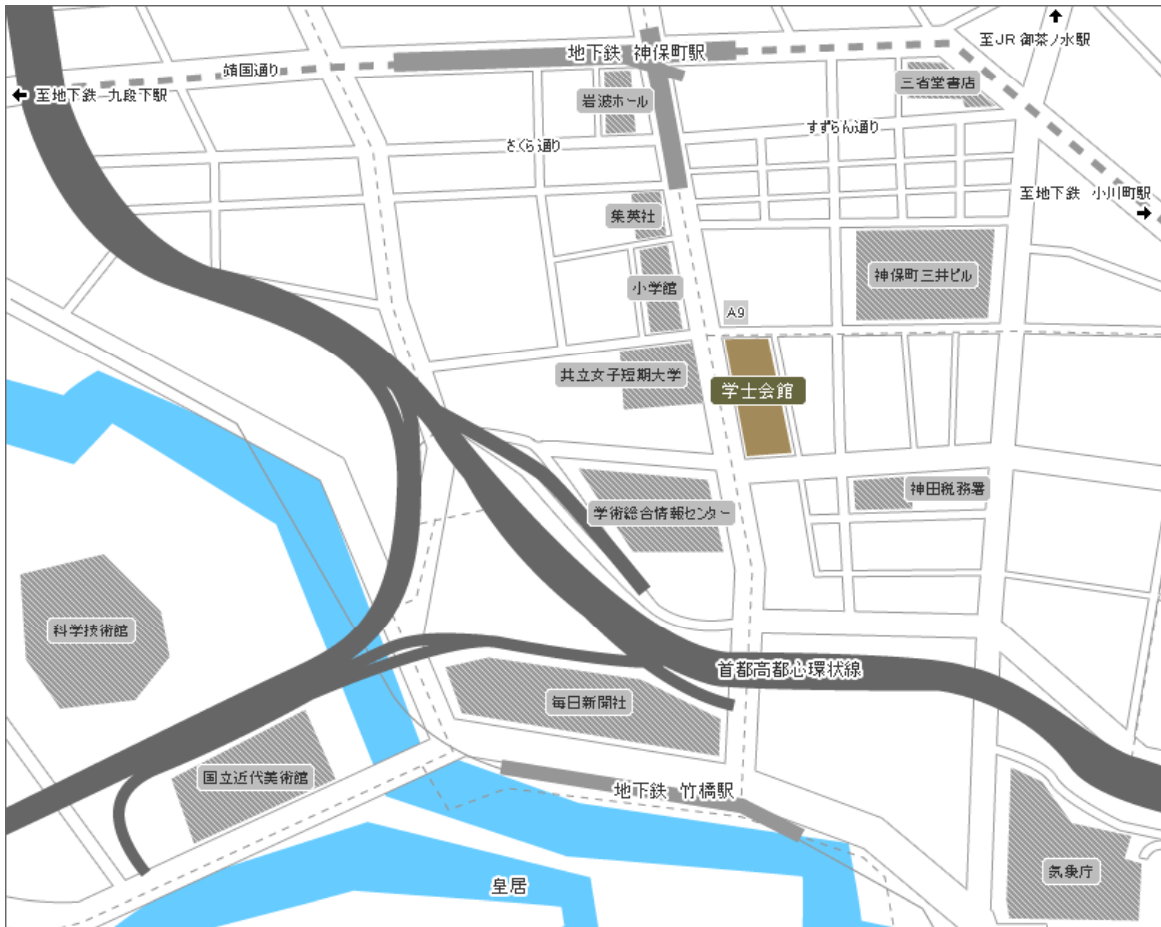 至JR 御茶ノ水駅
地下鉄 神保町駅
靖国通り
三省堂書店
至地下鉄 九段下駅
岩波ホール
すずらん通り
さくら通り
至地下鉄 小川町駅
集英社
神保町三井ビル
小学館
A9
共立女子短期大学
学士会館
神田税務署
学術総合情報センター
科学技術館
首都高都心環状線
毎日新聞社
国立近代美術館
地下鉄 竹橋駅
気象庁
皇居